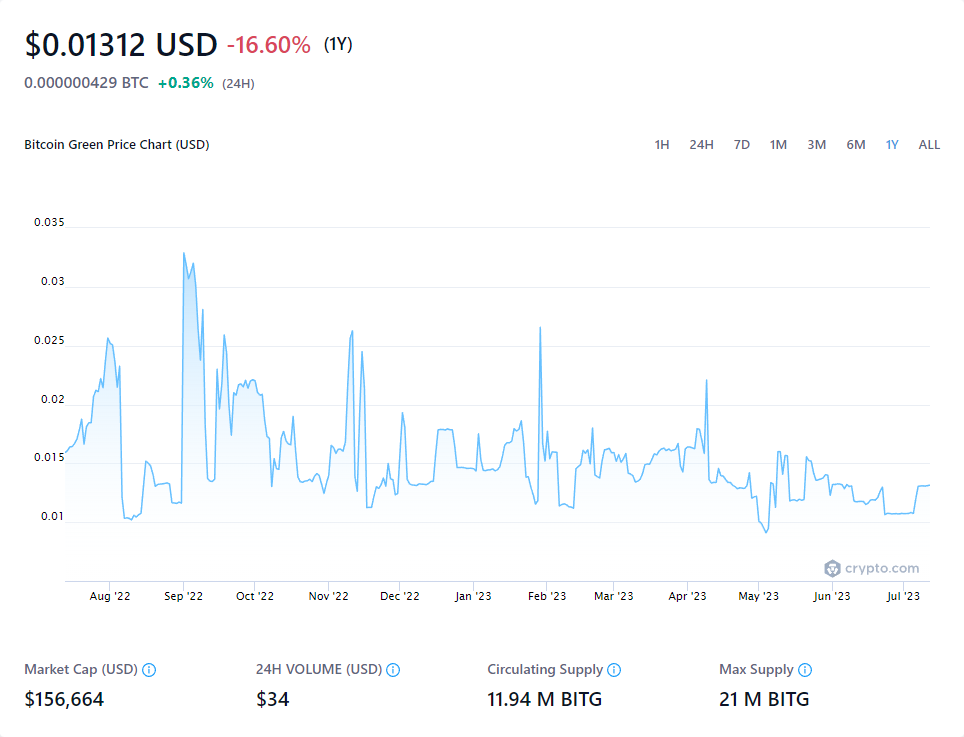 $0.01312 USD -16.60% (1Y)
0.000000429 BTC +0.36% (24H)
Bitcoin Green Price Chart (USD)
1H 24H 7D 1M 3M 6M 1Y ALL
0.035
0.03
0.025
0.02
0.015
0.01
crypto.com
Aug '22 Sep '22 Oct '22 Nov '22 Dec '22 Jan '23 Feb '23 Mar '23 Apr '23 May '23 Jun '23 Jul '23
Market Cap (USD) 24H VOLUME (USD) Circulating Supply Max Supply
$156,664 $34 11.94 M BITG 21 M BITG